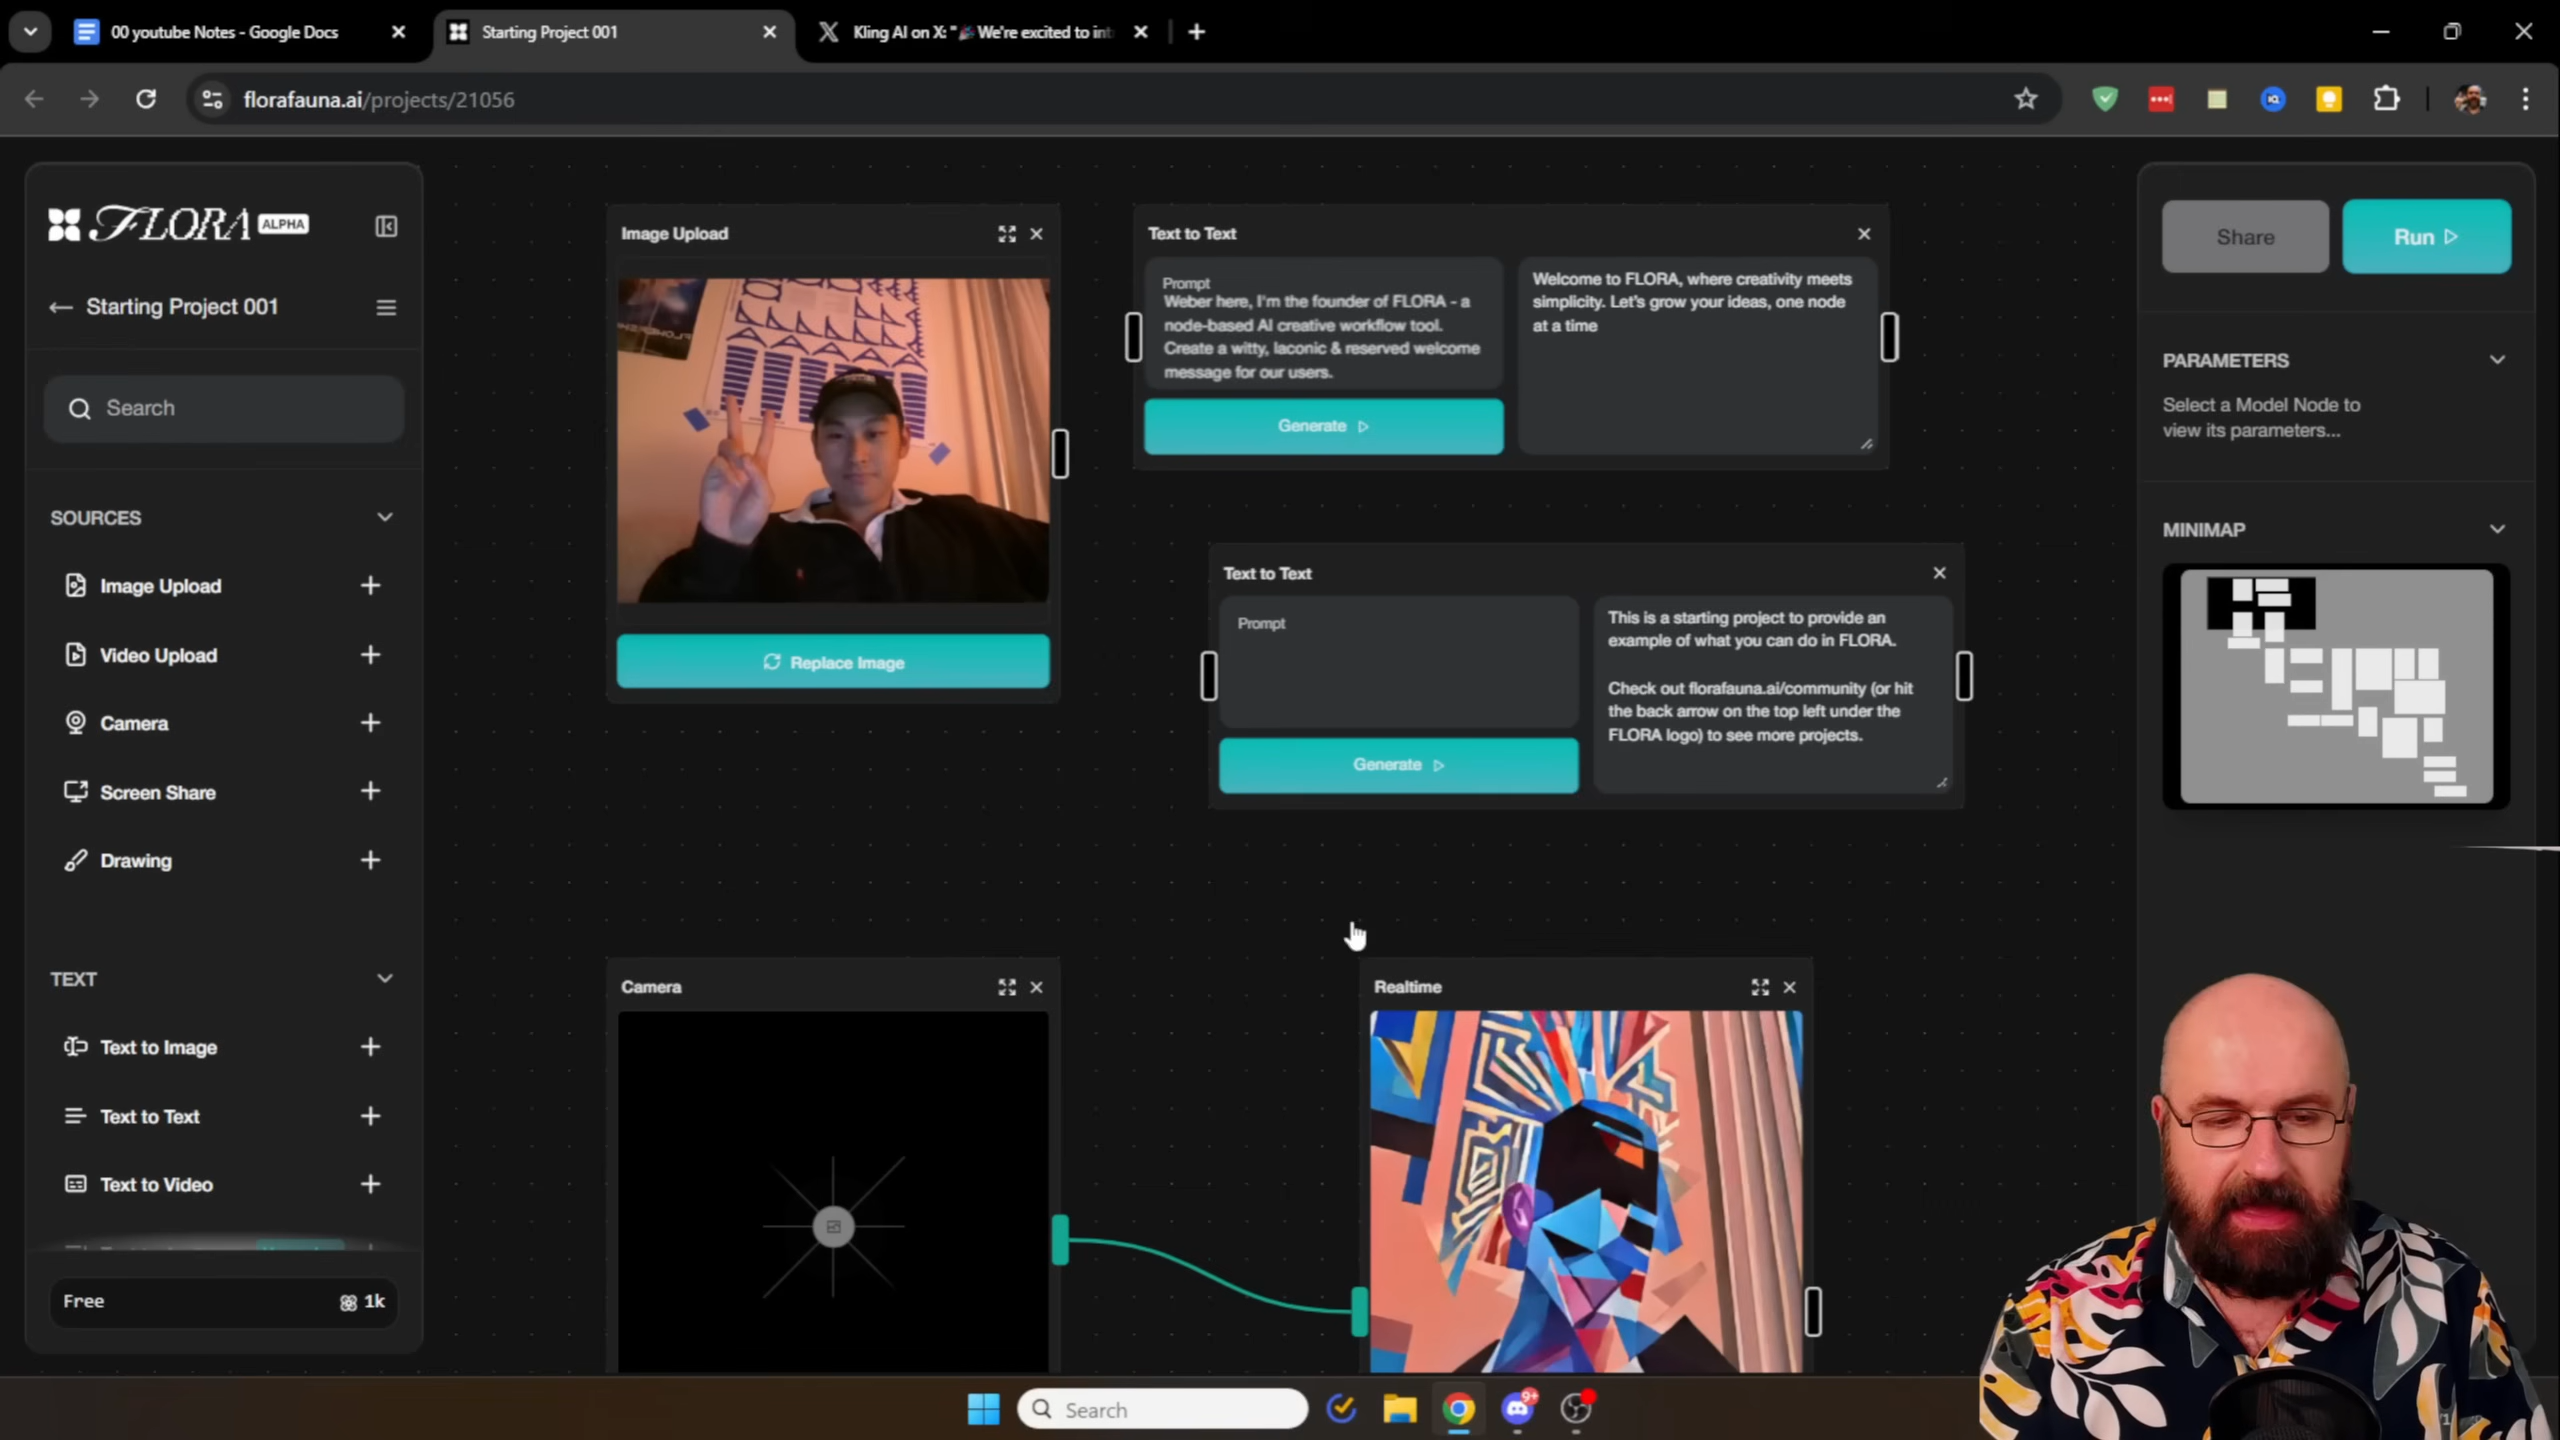 00 youtube Notes - Google Docs
Starting Project 001
Kling AI on X: "🎉 We're excited to int
florafauna.ai/projects/21056
FLORA ALPHA
Starting Project 001
Search
SOURCES
Image Upload
Video Upload
Camera
Screen Share
Drawing
TEXT
Text to Image
Text to Text
Text to Video
Free
1k
Image Upload
Replace Image
Text to Text
Prompt
Weber here, I'm the founder of FLORA - a
node-based AI creative workflow tool.
Create a witty, laconic & reserved welcome
message for our users.
Generate
Welcome to FLORA, where creativity meets
simplicity. Let's grow your ideas, one node
at a time
Text to Text
Prompt
Generate
This is a starting project to provide an
example of what you can do in FLORA.
Check out florafauna.ai/community (or hit
the back arrow on the top left under the
FLORA logo) to see more projects.
Camera
Realtime
Share
Run
PARAMETERS
Select a Model Node to
view its parameters...
MINIMAP
Search
9+